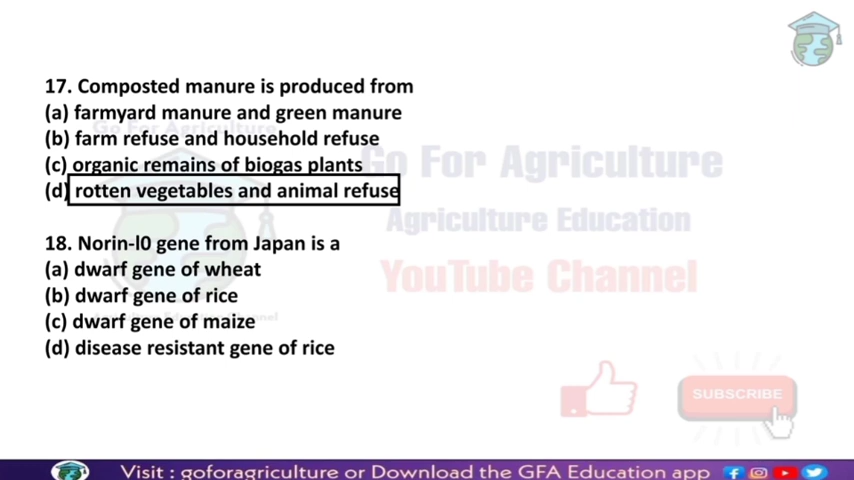 17. Composted manure is produced from
(a) farmyard manure and green manure
(b) farm refuse and household refuse
(c) organic remains of biogas plants
(d) rotten vegetables and animal refuse
18. Norin-l0 gene from Japan is a
(a) dwarf gene of wheat
(b) dwarf gene of rice
(c) dwarf gene of maize
(d) disease resistant gene of rice
Go For Agriculture
Go For Agriculture
Agriculture Education
YouTube Channel
SUBSCRIBE
Visit : goforagriculture or Download the GFA Education app